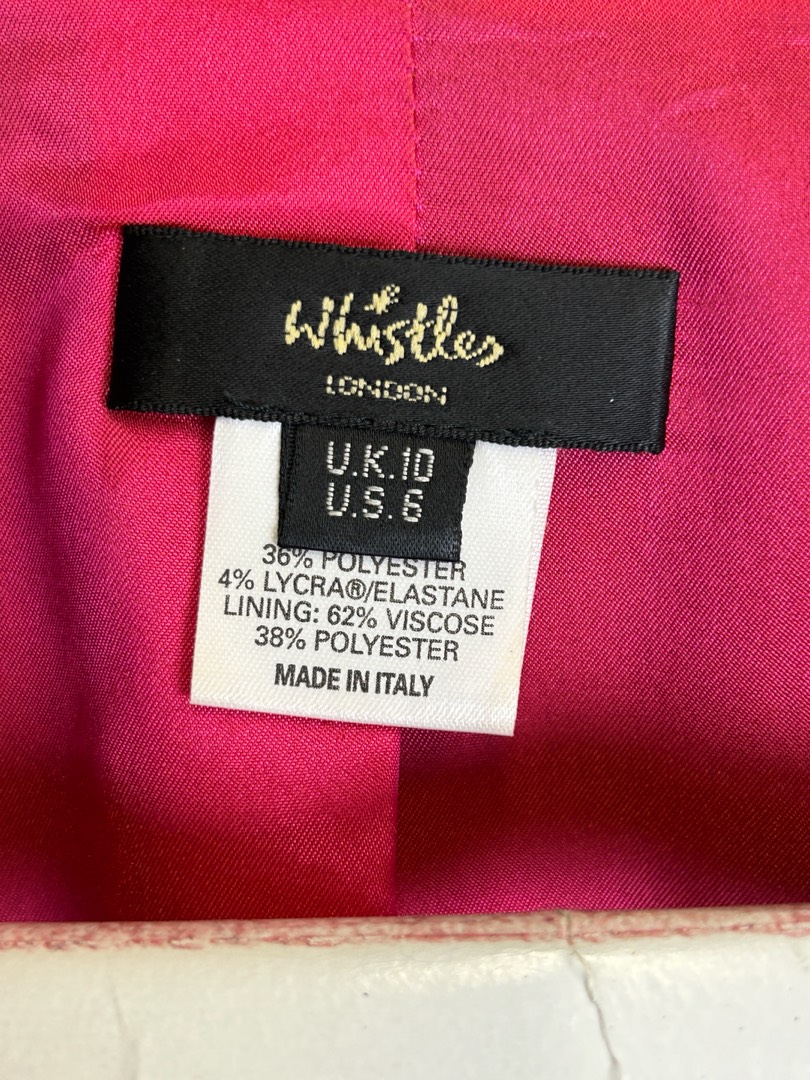 Whistles
LONDON
U.K.10
U.S.6
36% POLYESTER
4% LYCRA®/ELASTANE
LINING: 62% VISCOSE
38% POLYESTER
MADE IN ITALY